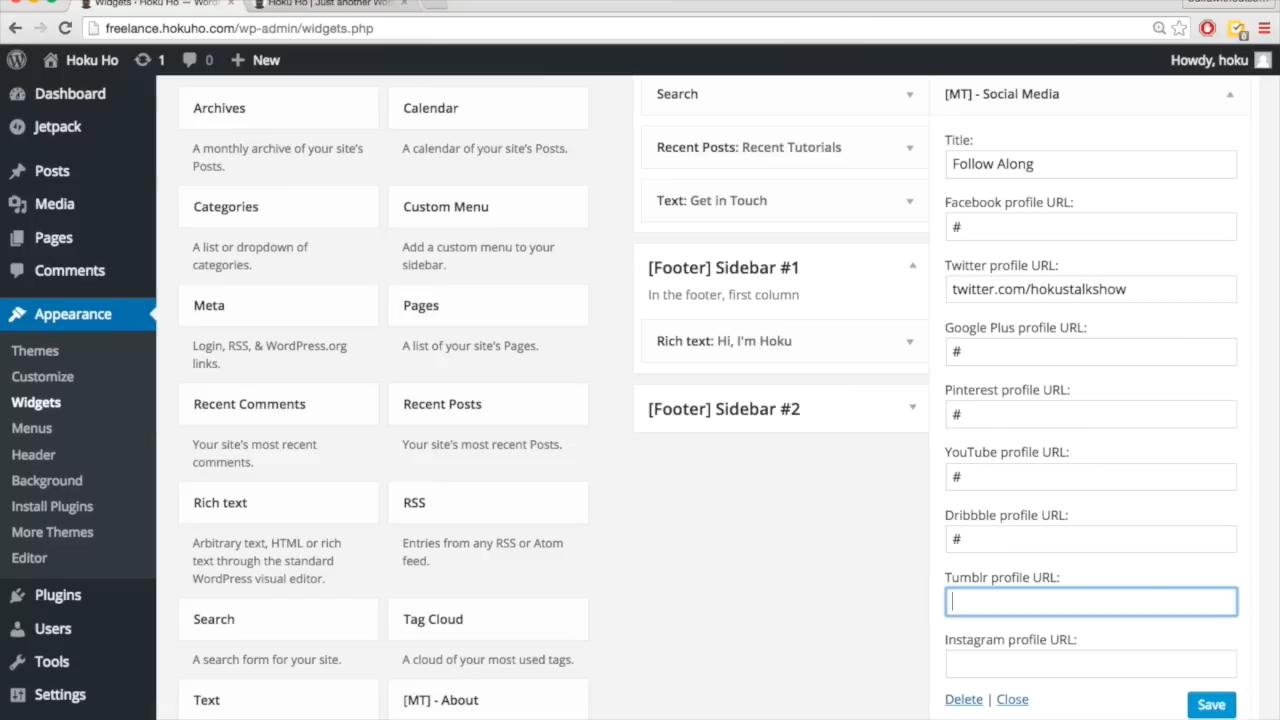 Widgets ‹ Hoku Ho — Wor
Hoku Ho | Just another Wor
freelance.hokuho.com/wp-admin/widgets.php
Hoku Ho
1
0
New
Howdy, hoku
Dashboard
Jetpack
Posts
Media
Pages
Comments
Appearance
Themes
Customize
Widgets
Menus
Header
Background
Install Plugins
More Themes
Editor
Plugins
Users
Tools
Settings
Archives
A monthly archive of your site's
Posts.
Calendar
A calendar of your site's Posts.
Categories
A list or dropdown of
categories.
Custom Menu
Add a custom menu to your
sidebar.
Meta
Login, RSS, & WordPress.org
links.
Pages
A list of your site's Pages.
Recent Comments
Your site's most recent
comments.
Recent Posts
Your site's most recent Posts.
Rich text
Arbitrary text, HTML or rich
text through the standard
WordPress visual editor.
RSS
Entries from any RSS or Atom
feed.
Search
A search form for your site.
Tag Cloud
A cloud of your most used tags.
Text
[MT] - About
Search
Recent Posts: Recent Tutorials
Text: Get in Touch
[Footer] Sidebar #1
In the footer, first column
Rich text: Hi, I'm Hoku
[Footer] Sidebar #2
[MT] - Social Media
Title:
Follow Along
Facebook profile URL:
#
Twitter profile URL:
twitter.com/hokustalkshow
Google Plus profile URL:
#
Pinterest profile URL:
#
YouTube profile URL:
#
Dribbble profile URL:
#
Tumblr profile URL:
Instagram profile URL:
Delete | Close
Save